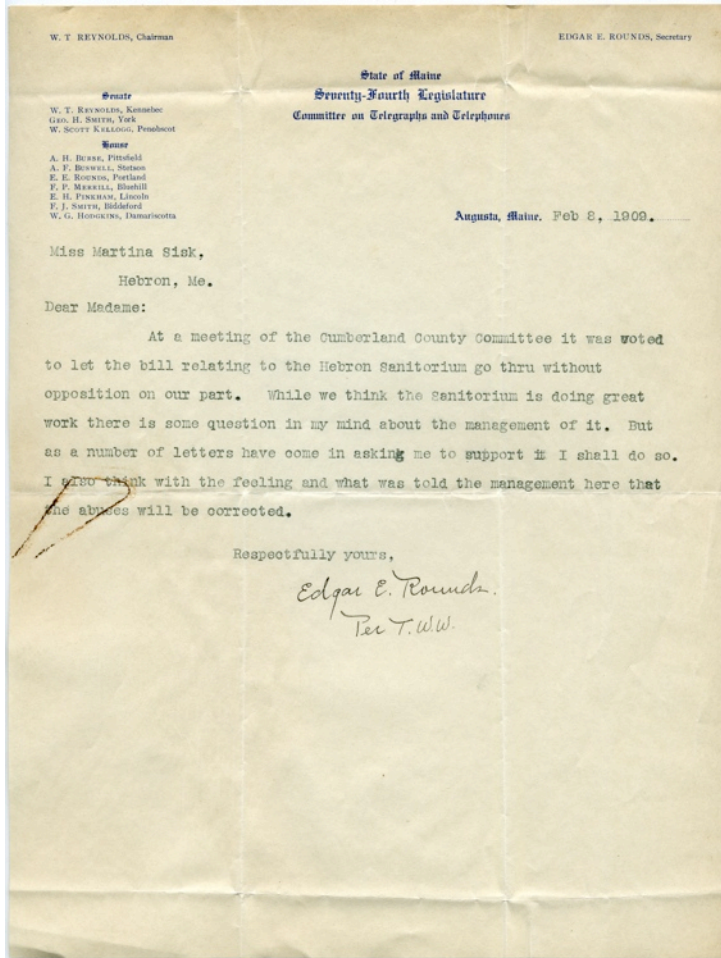 W. T REYNOLDS, Chairman
EDGAR E. ROUNDS, Secretary
State of Maine
Seventy-Fourth Legislature
Committee on Telegraphs and Telephones
Senate
W. T. REYNOLDS, Kennebec
GEO. H. SMITH, York
W. SCOTT KELLOGG, Penobscot
House
A. H. BURSE, Pittsfield
A. F. BUSWELL, Stetson
E. E. ROUNDS, Portland
F. P. MERRILL, Bluehill
E. H. PINKHAM, Lincoln
F. J. SMITH, Biddeford
W. G. HODGKINS, Damariscotta
Augusta, Maine. Feb 8, 1909.
Miss Martina Sisk,
Hebron, Me.
Dear Madame:
At a meeting of the Cumberland County Committee it was voted
to let the bill relating to the Hebron Sanitorium go thru without
opposition on our part. While we think the Sanitorium is doing great
work there is some question in my mind about the management of it. But
as a number of letters have come in asking me to support it I shall do so.
I also think with the feeling and what was told the management here that
the abuses will be corrected.
Respectfully yours,
Edgar E. Rounds.
Per T.W.W.